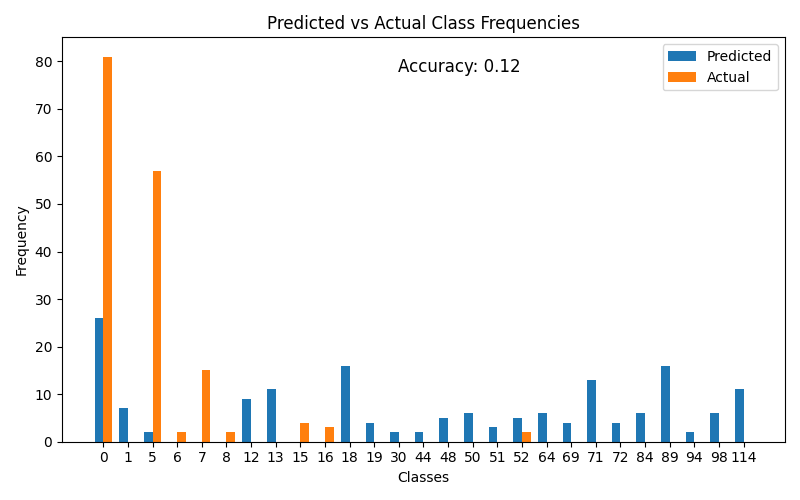 Predicted vs Actual Class Frequencies
Accuracy: 0.12
Predicted
Actual
Frequency
80
70
60
50
40
30
20
10
0
0 1 5 6 7 8 12 13 15 16 18 19 30 44 48 50 51 52 64 69 71 72 84 89 94 98 114
Classes